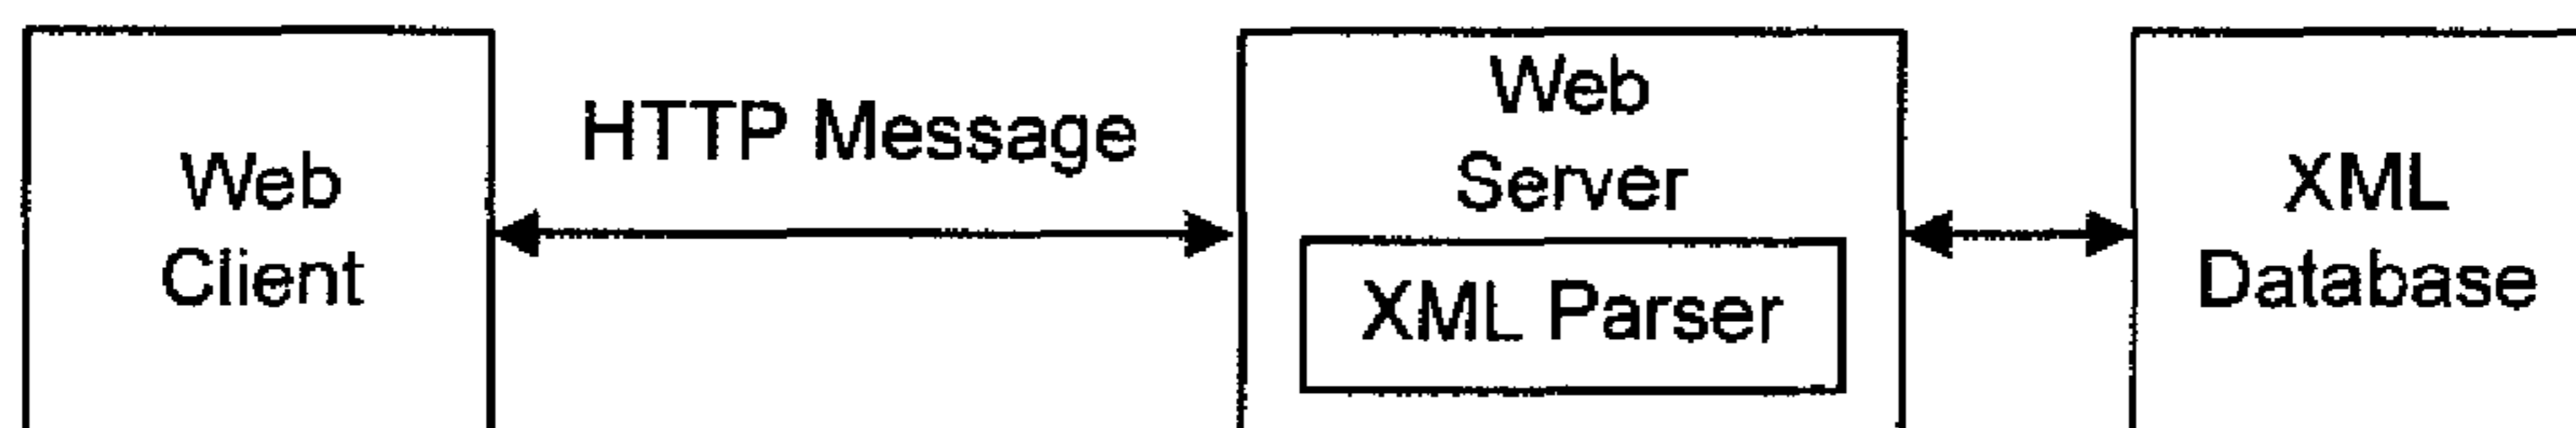 Web
Client
HTTP Message
Web
Server
XML Parser
XML
Database